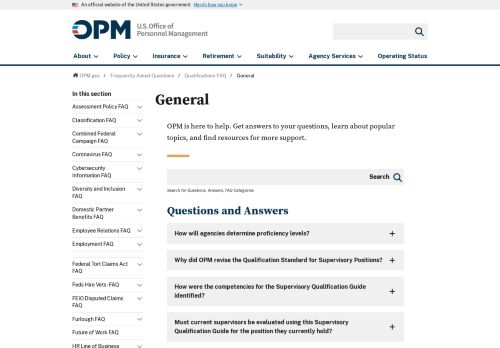 An official website of the United States government Here's how you know
OPM U.S. Office of
Personnel Management
About Policy Insurance Retirement Suitability Agency Services Operating Status
OPM.gov / Frequently Asked Questions / Qualifications FAQ / General
In this section
Assessment Policy FAQ
Classification FAQ
Combined Federal
Campaign FAQ
Coronavirus FAQ
Cybersecurity
Information FAQ
Diversity and Inclusion
FAQ
Domestic Partner
Benefits FAQ
Employee Relations FAQ
Employment FAQ
Federal Tort Claims Act
FAQ
Feds Hire Vets- FAQ
FEIO Disputed Claims
FAQ
Furlough FAQ
Future of Work FAQ
HR Line of Business
General
OPM is here to help. Get answers to your questions, learn about popular
topics, and find resources for more support.
Search
Search for Questions, Answers, FAQ Categories
Questions and Answers
How will agencies determine proficiency levels?
Why did OPM revise the Qualification Standard for Supervisory Positions?
How were the competencies for the Supervisory Qualification Guide
identified?
Must current supervisors be evaluated using this Supervisory
Qualification Guide for the position they currently hold?